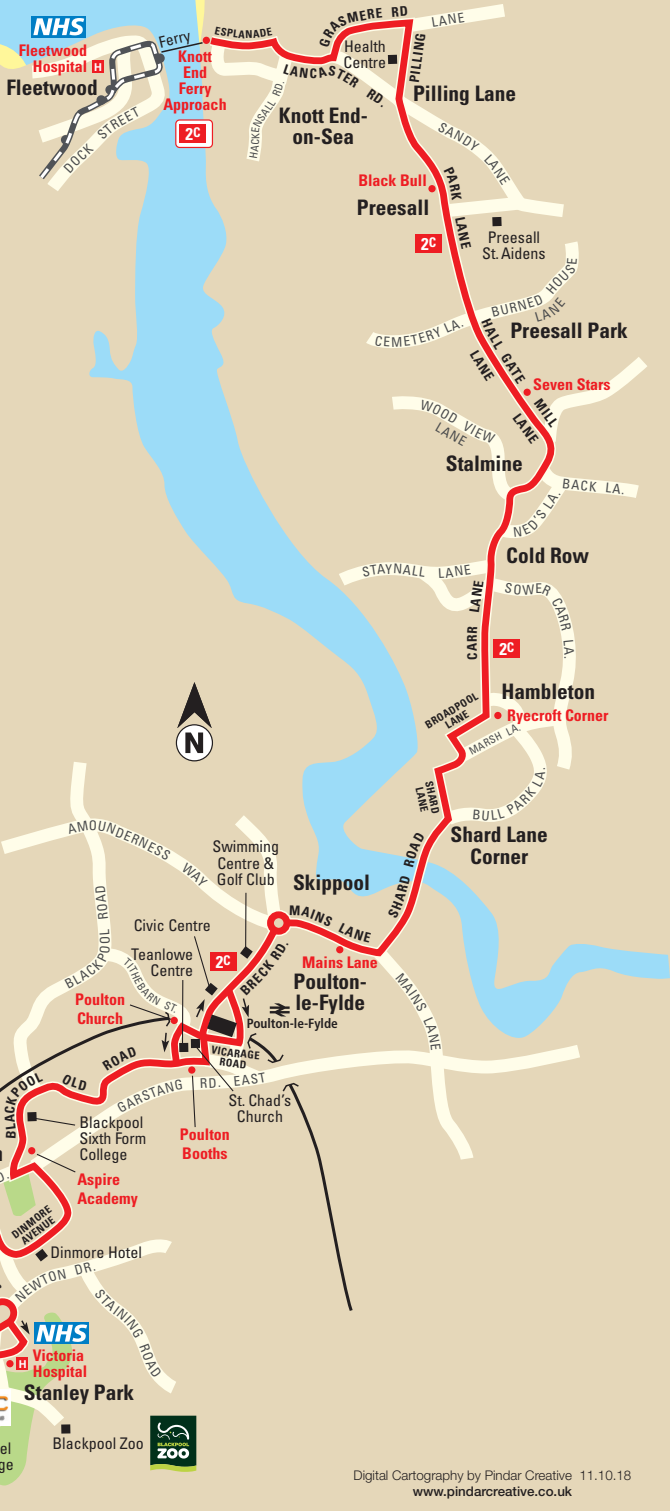 NHS
Fleetwood
Hospital H
Fleetwood
Ferry
DOCK STREET
Knott
End
Ferry
Approach
2C
ESPLANADE
GRASMERE RD
LANE
PILLING
Health
Centre
LANCASTER RD.
HACKENSALL RD.
Knott End-
on-Sea
Pilling Lane
SANDY LANE
Black Bull
Preesall
PARK
LANE
2C
Preesall
St. Aidens
BURNED HOUSE
LANE
CEMETERY LA.
Preesall Park
HALL GATE
LANE
Seven Stars
MILL
LANE
WOOD VIEW
LANE
Stalmine
BACK LA.
NED'S LA.
Cold Row
STAYNALL LANE
SOWER CARR LA.
CARR LANE
2C
Hambleton
Ryecroft Corner
BROADPOOL
LANE
MARSH LA.
N
SHARD
LANE
BULL PARK LA.
Shard Lane
Corner
SHARD ROAD
AMOUNDERNESS WAY
Swimming
Centre &
Golf Club
Skippool
MAINS LANE
Mains Lane
MAINS LANE
BLACKPOOL ROAD
Civic Centre
Teanlowe
Centre
2C
BRECK RD.
TITHEBARN ST.
Poulton-
le-Fylde
Poulton-le-Fylde
Poulton
Church
VICARAGE
ROAD
BLACKPOOL OLD ROAD
GARSTANG RD. EAST
St. Chad's
Church
Poulton
Booths
Blackpool
Sixth Form
College
D.
Aspire
Academy
DINMORE
AVENUE
Dinmore Hotel
NEWTON DR.
STAINING ROAD
NHS
Victoria
H Hospital
Stanley Park
C
el
ge
Blackpool Zoo
BLACKPOOL
ZOO
Digital Cartography by Pindar Creative 11.10.18
www.pindarcreative.co.uk